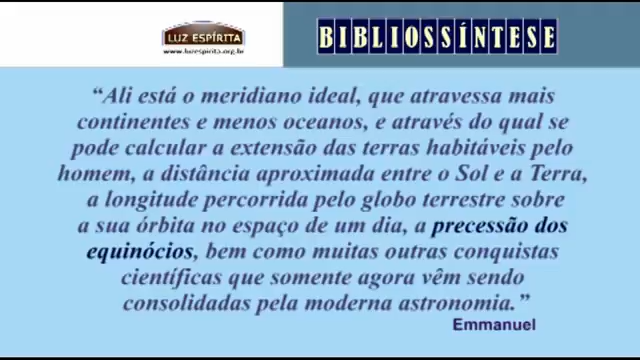 LUZ ESPÍRITA
www.luzespirita.org.br
BIBLIOSSÍNTESE
“Ali está o meridiano ideal, que atravessa mais
continentes e menos oceanos, e através do qual se
pode calcular a extensão das terras habitáveis pelo
homem, a distância aproximada entre o Sol e a Terra,
a longitude percorrida pelo globo terrestre sobre
a sua órbita no espaço de um dia, a precessão dos
equinócios, bem como muitas outras conquistas
científicas que somente agora vêm sendo
consolidadas pela moderna astronomia.”
Emmanuel